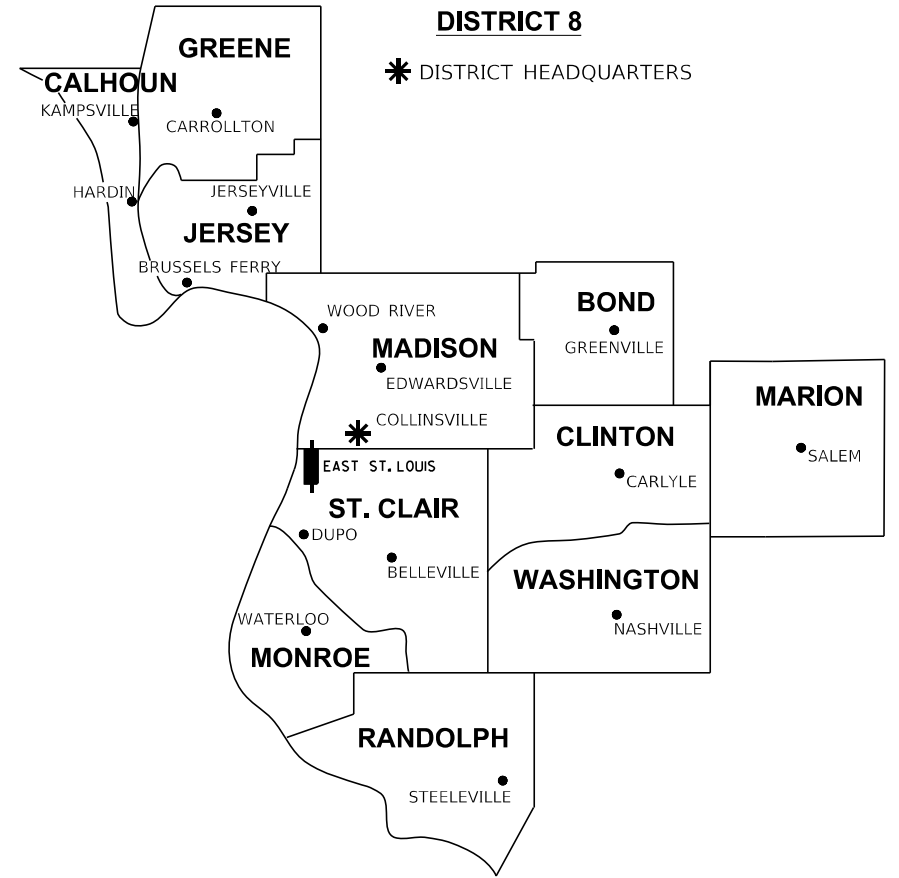 DISTRICT 8
DISTRICT HEADQUARTERS
GREENE
CALHOUN
KAMPSVILLE
CARROLLTON
HARDIN
JERSEYVILLE
JERSEY
BRUSSELS FERRY
WOOD RIVER
BOND
GREENVILLE
MADISON
EDWARDSVILLE
MARION
COLLINSVILLE
CLINTON
SALEM
EAST ST. LOUIS
CARLYLE
ST. CLAIR
DUPO
BELLEVILLE
WASHINGTON
WATERLOO
NASHVILLE
MONROE
RANDOLPH
STEELEVILLE